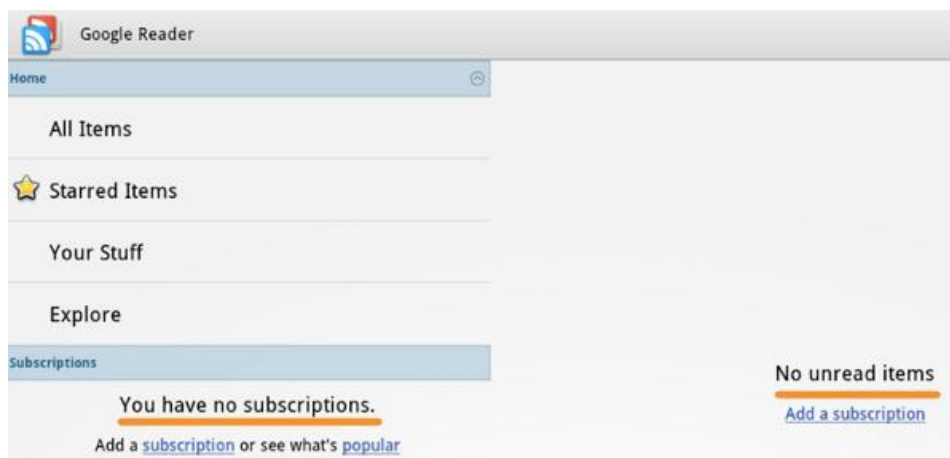 Google Reader
Home
All Items
Starred Items
Your Stuff
Explore
Subscriptions
You have no subscriptions.
Add a subscription or see what's popular
No unread items
Add a subscription